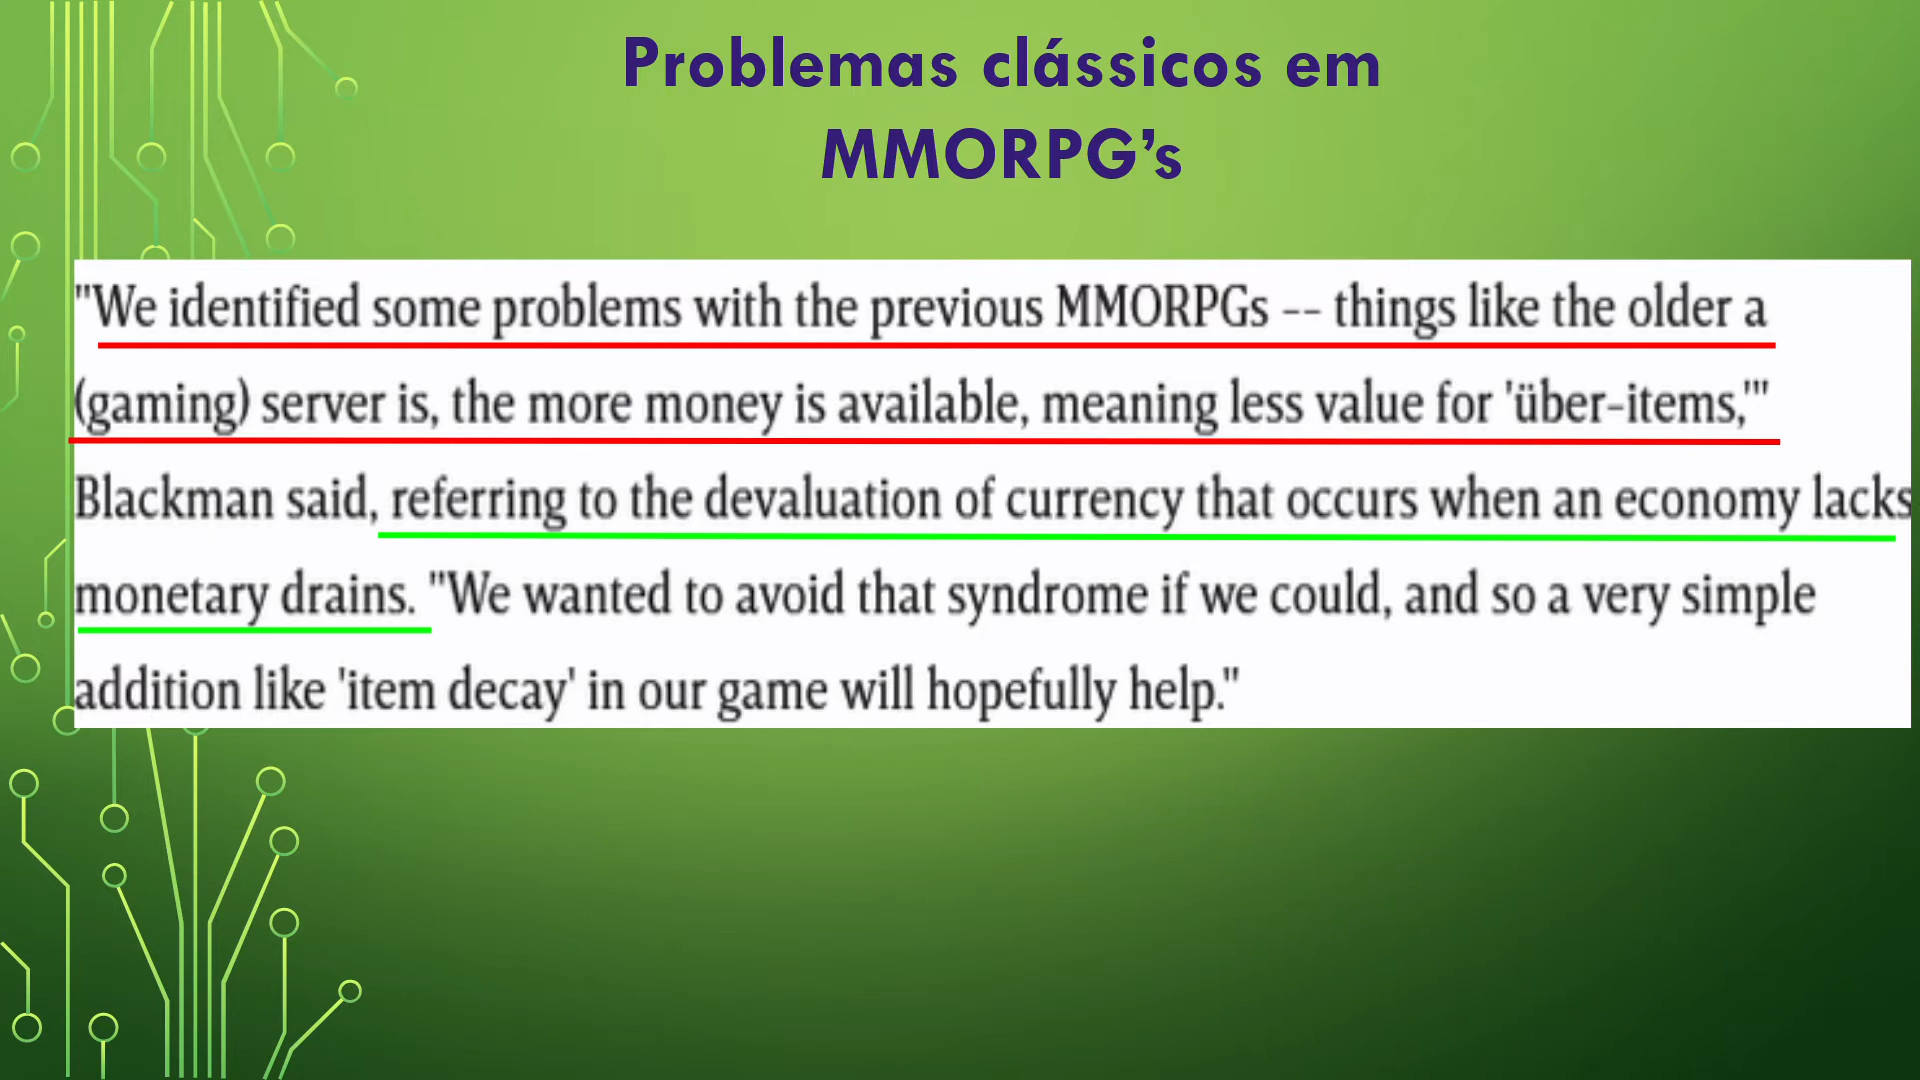 Problemas clássicos em
MMORPG’s
"We identified some problems with the previous MMORPGs -- things like the older a
(gaming) server is, the more money is available, meaning less value for 'über-items,'"
Blackman said, referring to the devaluation of currency that occurs when an economy lacks
monetary drains. "We wanted to avoid that syndrome if we could, and so a very simple
addition like 'item decay' in our game will hopefully help."